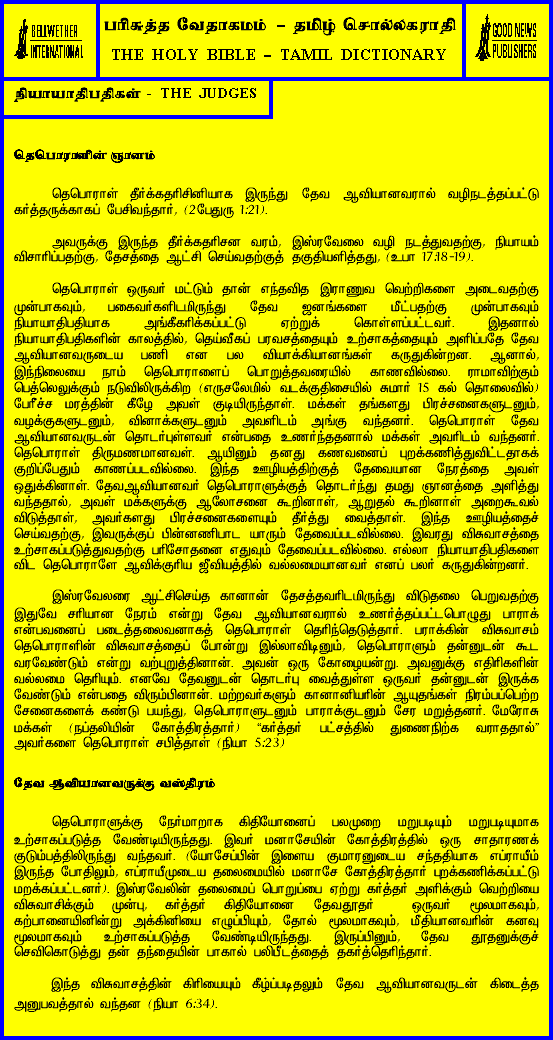 BELLWETHER
INTERNATIONAL
பரிசுத்த வேதாகமம் – தமிழ் சொல்லகராதி
THE HOLY BIBLE – TAMIL DICTIONARY
GOOD NEWS
PUBLISHERS
நியாயாதிபதிகள் - THE JUDGES
தெபொராளின் ஞானம்
தெபொராள் தீர்க்கதரிசினியாக இருந்து தேவ ஆவியானவரால் வழிநடத்தப்பட்டு
கர்த்தருக்காகப் பேசிவந்தார், (2பேதுரு 1:21).
அவருக்கு இருந்த தீர்க்கதரிசன வரம், இஸ்ரவேலை வழி நடத்துவதற்கு, நியாயம்
விசாரிப்பதற்கு, தேசத்தை ஆட்சி செய்வதற்குத் தகுதியளித்தது, (உபா 17:18-19).
தெபொராள் ஒருவர் மட்டும் தான் எந்தவித இராணுவ வெற்றிகளை அடைவதற்கு
முன்பாகவும், பகைவர்களிடமிருந்து தேவ ஜனங்களை மீட்பதற்கு முன்பாகவும்
நியாயாதிபதியாக அங்கீகரிக்கப்பட்டு ஏற்றுக் கொள்ளப்பட்டவர். இதனால்
நியாயாதிபதிகளின் காலத்தில், தெய்வீகப் பரவசத்தையும் உற்சாகத்தையும் அளிப்பதே தேவ
ஆவியானவருடைய பணி என பல வியாக்கியானங்கள் கருதுகின்றன. ஆனால்,
இந்நிலையை நாம் தெபொராளைப் பொறுத்தவரையில் காணவில்லை. ராமாவிற்கும்
பெத்லெலுக்கும் நடுவிலிருக்கிற (எருசலேமில் வடக்குதிசையில் சுமார் 15 கல் தொலைவில்)
பேரீச்ச மரத்தின் கீழே அவள் குடியிருந்தாள். மக்கள் தங்களது பிரச்சனைகளுடனும்,
வழக்குகளுடனும், வினாக்களுடனும் அவளிடம் அங்கு வந்தனர். தெபொராள் தேவ
ஆவியானவருடன் தொடர்புள்ளவர் என்பதை உணர்ந்ததனால் மக்கள் அவரிடம் வந்தனர்.
தெபொராள் திருமணமானவள். ஆயினும் தனது கணவனைப் புறக்கணித்துவிட்டதாகக்
குறிப்பேதும் காணப்படவில்லை. இந்த ஊழியத்திற்குத் தேவையான நேரத்தை அவள்
ஒதுக்கினாள். தேவஆவியானவர் தெபொராளுக்குத் தொடர்ந்து தமது ஞானத்தை அளித்து
வந்ததால், அவள் மக்களுக்கு ஆலோசனை கூறினாள், ஆறுதல் கூறினாள் அறைகூவல்
விடுத்தாள், அவர்களது பிரச்சனைகளையும் தீர்த்து வைத்தாள். இந்த ஊழியத்தைச்
செய்வதற்கு, இவருக்குப் பின்னணிபாட யாரும் தேவைப்படவில்லை. இவரது விசுவாசத்தை
உற்சாகப்படுத்துவதற்கு பரிசோதனை எதுவும் தேவைப்படவில்லை. எல்லா நியாயாதிபதிகளை
விட தெபொராளே ஆவிக்குரிய ஜீவியத்தில் வல்லமையானவர் எனப் பலர் கருதுகின்றனர்.
இஸ்ரவேலரை ஆட்சிசெய்த கானான் தேசத்தவரிடமிருந்து விடுதலை பெறுவதற்கு
இதுவே சரியான நேரம் என்று தேவ ஆவியானவரால் உணர்த்தப்பட்டபொழுது பாராக்
என்பவனைப் படைத்தலைவனாகத் தெபொராள் தெரிந்தெடுத்தார். பராக்கின் விசுவாசம்
தெபொராளின் விசுவாசத்தைப் போன்று இல்லாவிடினும், தெபொராளும் தன்னுடன் கூட
வரவேண்டும் என்று வற்புறுத்தினான். அவன் ஒரு கோழையன்று. அவனுக்கு எதிரிகளின்
வல்லமை தெரியும். எனவே தேவனுடன் தொடர்பு வைத்துள்ள ஒருவர் தன்னுடன் இருக்க
வேண்டும் என்பதை விரும்பினான். மற்றவர்களும் கானானியரின் ஆயுதங்கள் நிரம்பப்பெற்ற
சேனைகளைக் கண்டு பயந்து, தெபொராளுடனும் பாராக்குடனும் சேர மறுத்தனர். மேரோசு
மக்கள் (நப்தலியின் கோத்திரத்தார்) “கர்த்தர் பட்சத்தில் துணைநிற்க வராததால்”
அவர்களை தெபொராள் சபித்தாள் (நியா 5:23)
தேவ ஆவியானவருக்கு வஸ்திரம்
தெபொராளுக்கு நேர்மாறாக கிதியோனைப் பலமுறை மறுபடியும் மறுபடியுமாக
உற்சாகப்படுத்த வேண்டியிருந்தது. இவர் மனாசேயின் கோத்திரத்தில் ஒரு சாதாரணக்
குடும்பத்திலிருந்து வந்தவர். (யோசேப்பின் இளைய குமாரனுடைய சந்ததியாக எப்ராயீம்
இருந்த போதிலும், எப்ராயீமுடைய தலைமையில் மனாசே கோத்திரத்தார் புறக்கணிக்கப்பட்டு
மறக்கப்பட்டனர்). இஸ்ரவேலின் தலைமைப் பொறுப்பை ஏற்று கர்த்தர் அளிக்கும் வெற்றியை
விசுவாசிக்கும் முன்பு, கர்த்தர் கிதியோனை தேவதூதர் ஒருவர் மூலமாகவும்,
கற்பானையினின்று அக்கினியை எழுப்பியும், தோல் மூலமாகவும், மீதியானவரின் கனவு
மூலமாகவும் உற்சாகப்படுத்த வேண்டியிருந்தது. இருப்பினும், தேவ தூதனுக்குச்
செவிகொடுத்து தன் தந்தையின் பாகால் பலிபீடத்தைத் தகர்த்தெறிந்தார்.
இந்த விசுவாசத்தின் கிரியையும் கீழ்ப்படிதலும் தேவ ஆவியானவருடன் கிடைத்த
அனுபவத்தால் வந்தன (நியா 6:34).